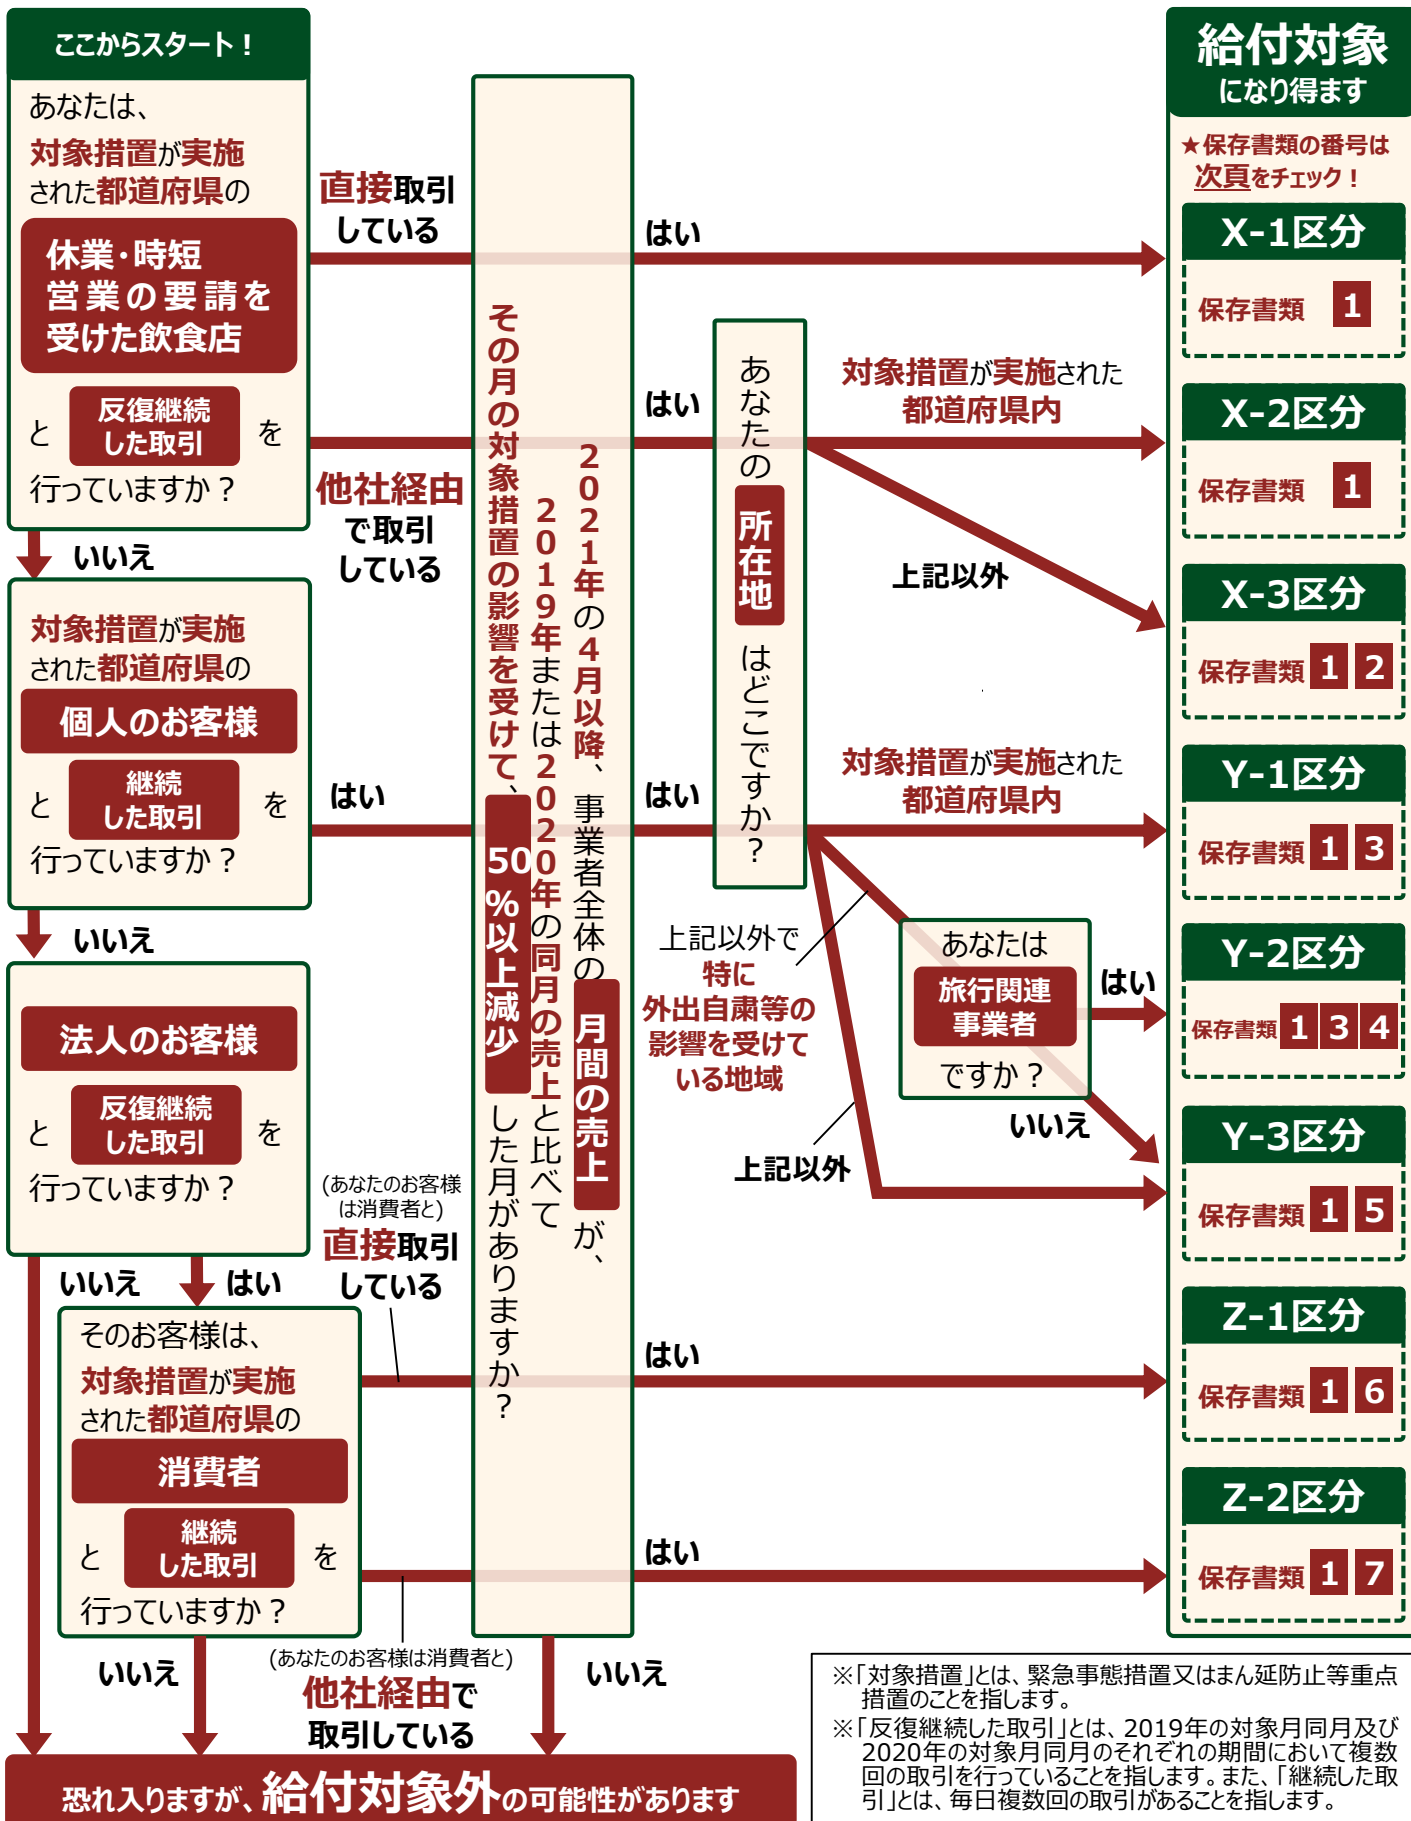 ここからスタート！
あなたは、
対象措置が実施
された都道府県の
休業・時短
営業の要請を
受けた飲食店
と
反復継続
した取引
を
行っていますか？
直接取引
している
他社経由
で取引
している
いいえ
対象措置が実施
された都道府県の
個人のお客様
と
継続
した取引
を
行っていますか？
はい
いいえ
法人のお客様
と
反復継続
した取引
を
行っていますか？
いいえ
はい
そのお客様は、
対象措置が実施
された都道府県の
消費者
と
継続
した取引
を
行っていますか？
(あなたのお客様
は消費者と)
直接取引
している
(あなたのお客様は消費者と)
他社経由で
取引している
いいえ
2021年の4月以降、事業者全体の月間の売上が、
2019年または2020年の同月の売上と比べて
その月の対象措置の影響を受けて、50%以上減少した月がありますか？
はい
はい
はい
はい
はい
いいえ
あなたの所在地はどこですか？
対象措置が実施された
都道府県内
上記以外
対象措置が実施された
都道府県内
上記以外で
特に
外出自粛等の
影響を受けて
いる地域
上記以外
あなたは
旅行関連
事業者
ですか？
はい
いいえ
給付対象
になり得ます
★保存書類の番号は
次頁をチェック！
X-1区分
保存書類 1
X-2区分
保存書類 1
X-3区分
保存書類 1 2
Y-1区分
保存書類 1 3
Y-2区分
保存書類 1 3 4
Y-3区分
保存書類 1 5
Z-1区分
保存書類 1 6
Z-2区分
保存書類 1 7
恐れ入りますが、給付対象外の可能性があります
※「対象措置」とは、緊急事態措置又はまん延防止等重点
措置のことを指します。
※「反復継続した取引」とは、2019年の対象月同月及び
2020年の対象月同月のそれぞれの期間において複数
回の取引を行っていることを指します。また、「継続した取
引」とは、毎日複数回の取引があることを指します。